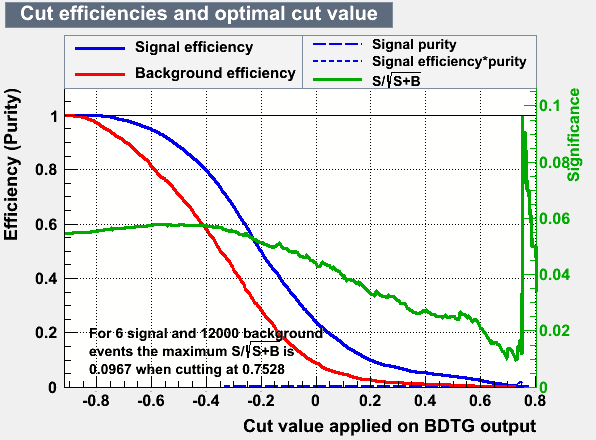 Cut efficiencies and optimal cut value
Signal efficiency
Background efficiency
Signal purity
Signal efficiency*purity
S/√S+B
Efficiency (Purity)
1
0.8
0.6
0.4
0.2
0
Significance
0.1
0.08
0.06
0.04
0.02
0
For 6 signal and 12000 background
events the maximum S/√S+B is
0.0967 when cutting at 0.7528
-0.8 -0.6 -0.4 -0.2 0 0.2 0.4 0.6 0.8
Cut value applied on BDTG output